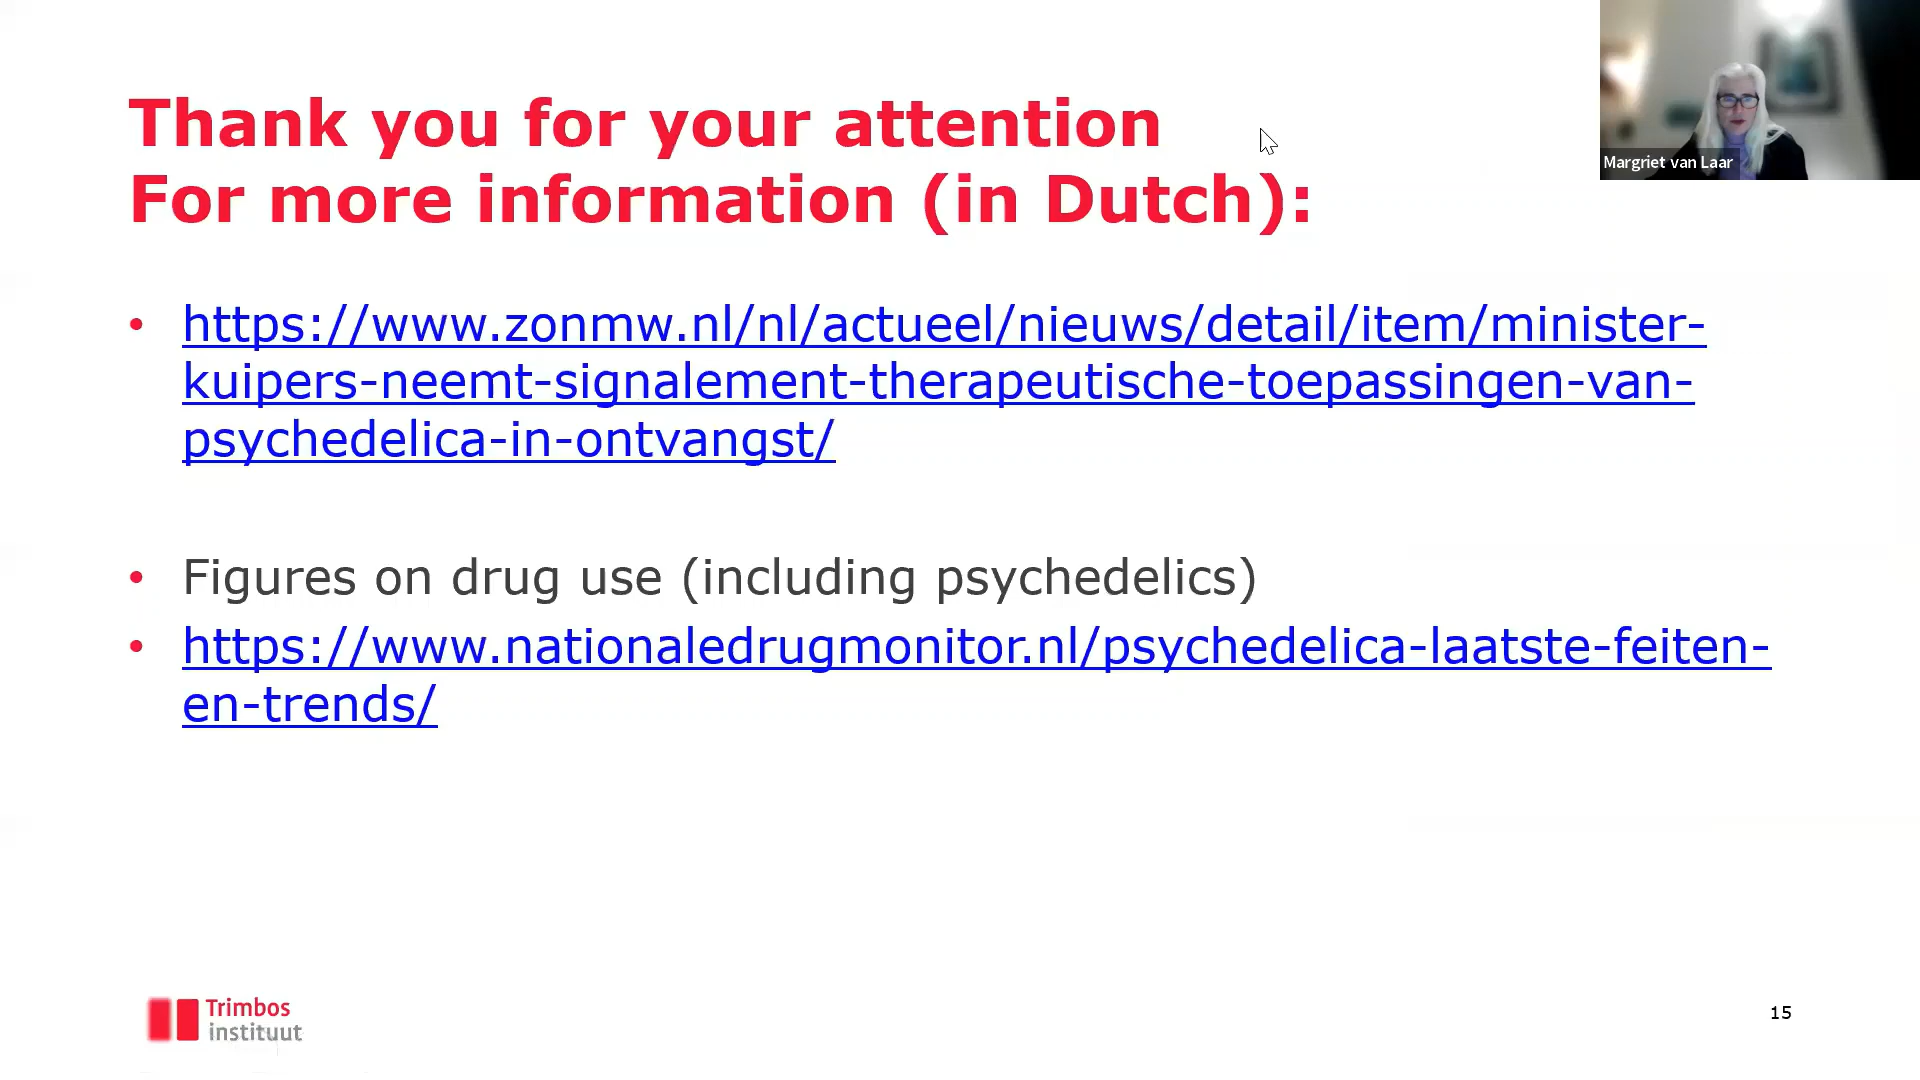 Thank you for your attention
For more information (in Dutch):
Margriet van Laar
• https://www.zonmw.nl/nl/actueel/nieuws/detail/item/minister-
kuipers-neemt-signalement-therapeutische-toepassingen-van-
psychedelica-in-ontvangst/
• Figures on drug use (including psychedelics)
• https://www.nationaledrugmonitor.nl/psychedelica-laatste-feiten-
en-trends/
Trimbos
instituut
15